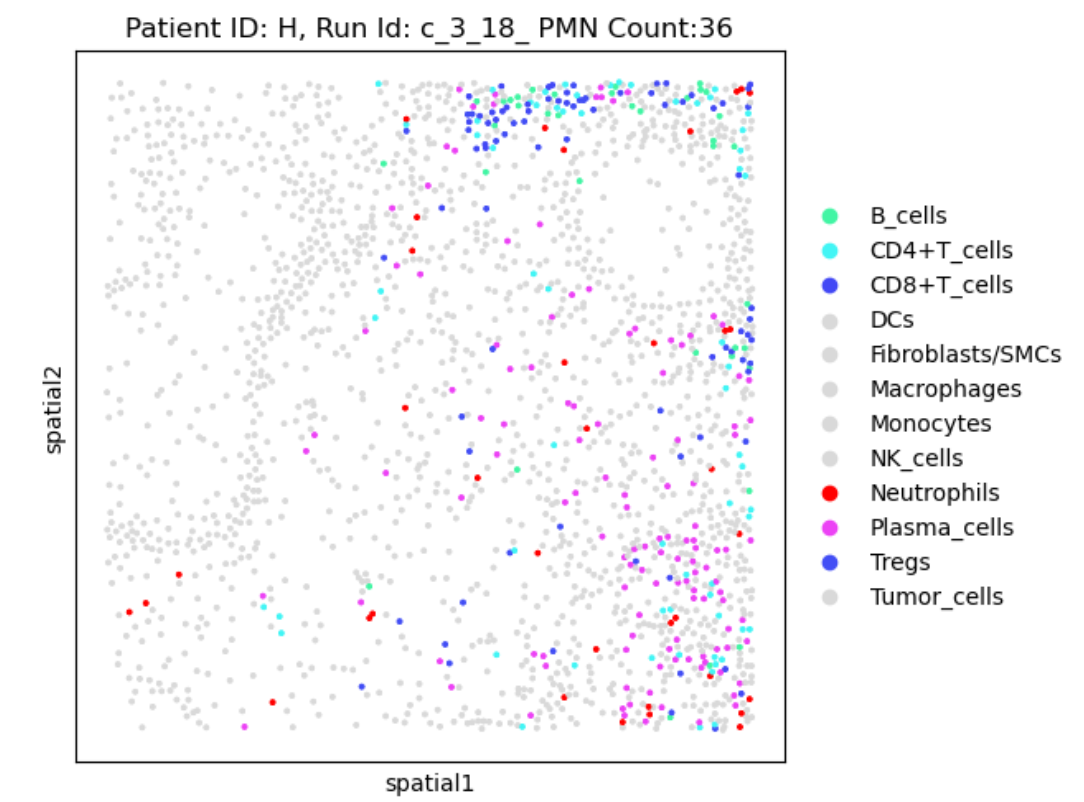 Patient ID: H, Run Id: c_3_18_ PMN Count:36
spatial2
spatial1
B_cells
CD4+T_cells
CD8+T_cells
DCs
Fibroblasts/SMCs
Macrophages
Monocytes
NK_cells
Neutrophils
Plasma_cells
Tregs
Tumor_cells